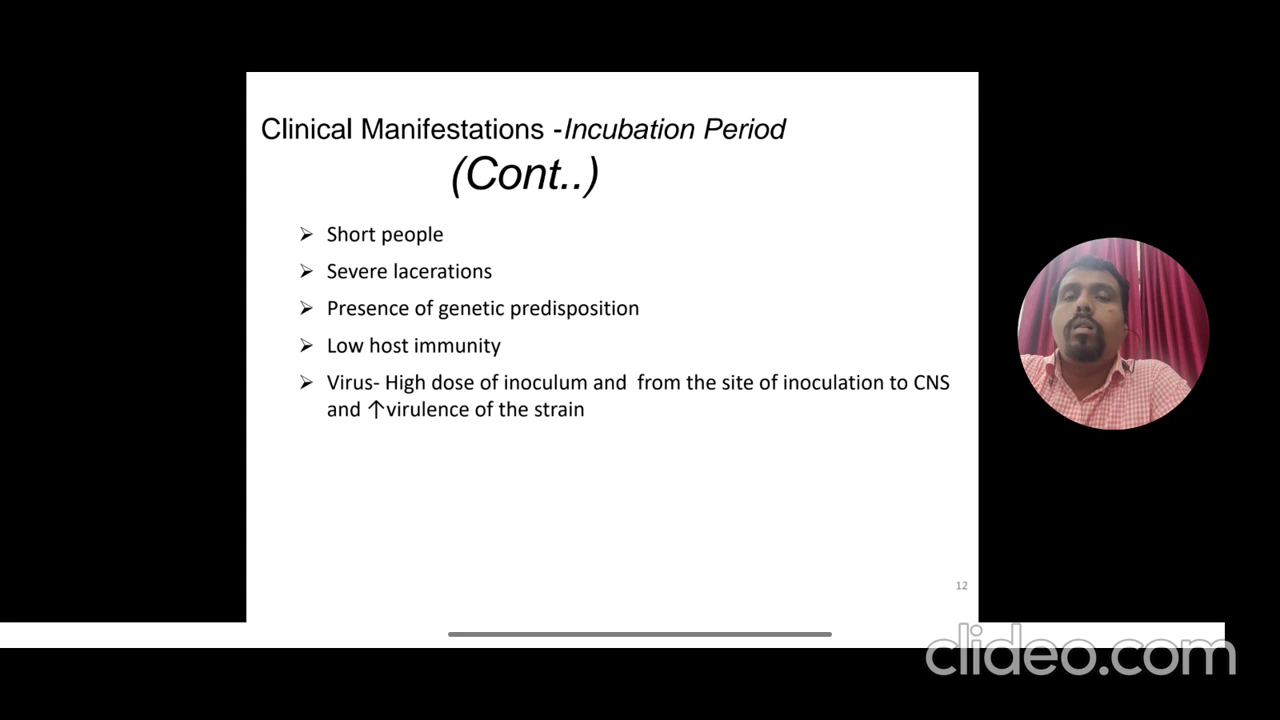 Clinical Manifestations -Incubation Period
(Cont..)
➢ Short people
➢ Severe lacerations
➢ Presence of genetic predisposition
➢ Low host immunity
➢ Virus- High dose of inoculum and  from the site of inoculation to CNS
and ↑virulence of the strain
12
clideo.com